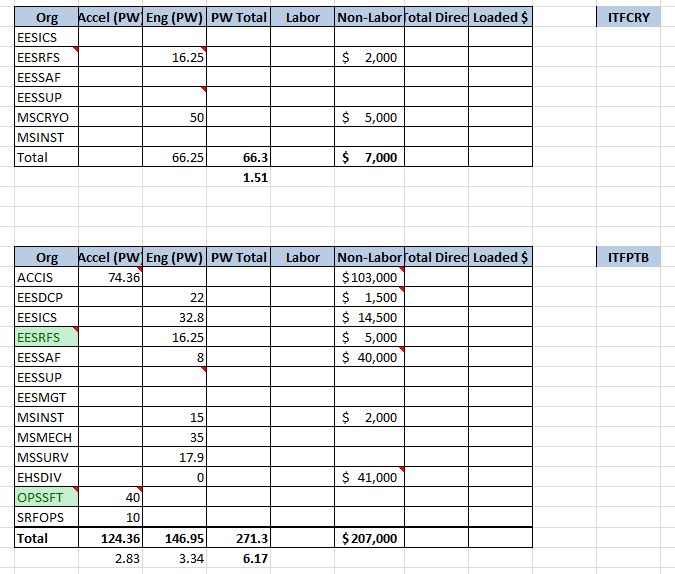 Org Accel (PW) Eng (PW) PW Total Labor Non-Labor Total Direc Loaded $ ITFCRY
EESICS
EESRFS 16.25 $ 2,000
EESSAF
EESSUP
MSCRYO 50 $ 5,000
MSINST
Total 66.25 66.3 $ 7,000
1.51
Org Accel (PW) Eng (PW) PW Total Labor Non-Labor Total Direc Loaded $ ITFPTB
ACCIS 74.36 $103,000
EESDCP 22 $ 1,500
EESICS 32.8 $ 14,500
EESRFS 16.25 $ 5,000
EESSAF 8 $ 40,000
EESSUP
EESMGT
MSINST 15 $ 2,000
MSMECH 35
MSSURV 17.9
EHSDIV 0 $ 41,000
OPSSFT 40
SRFOPS 10
Total 124.36 146.95 271.3 $207,000
2.83 3.34 6.17